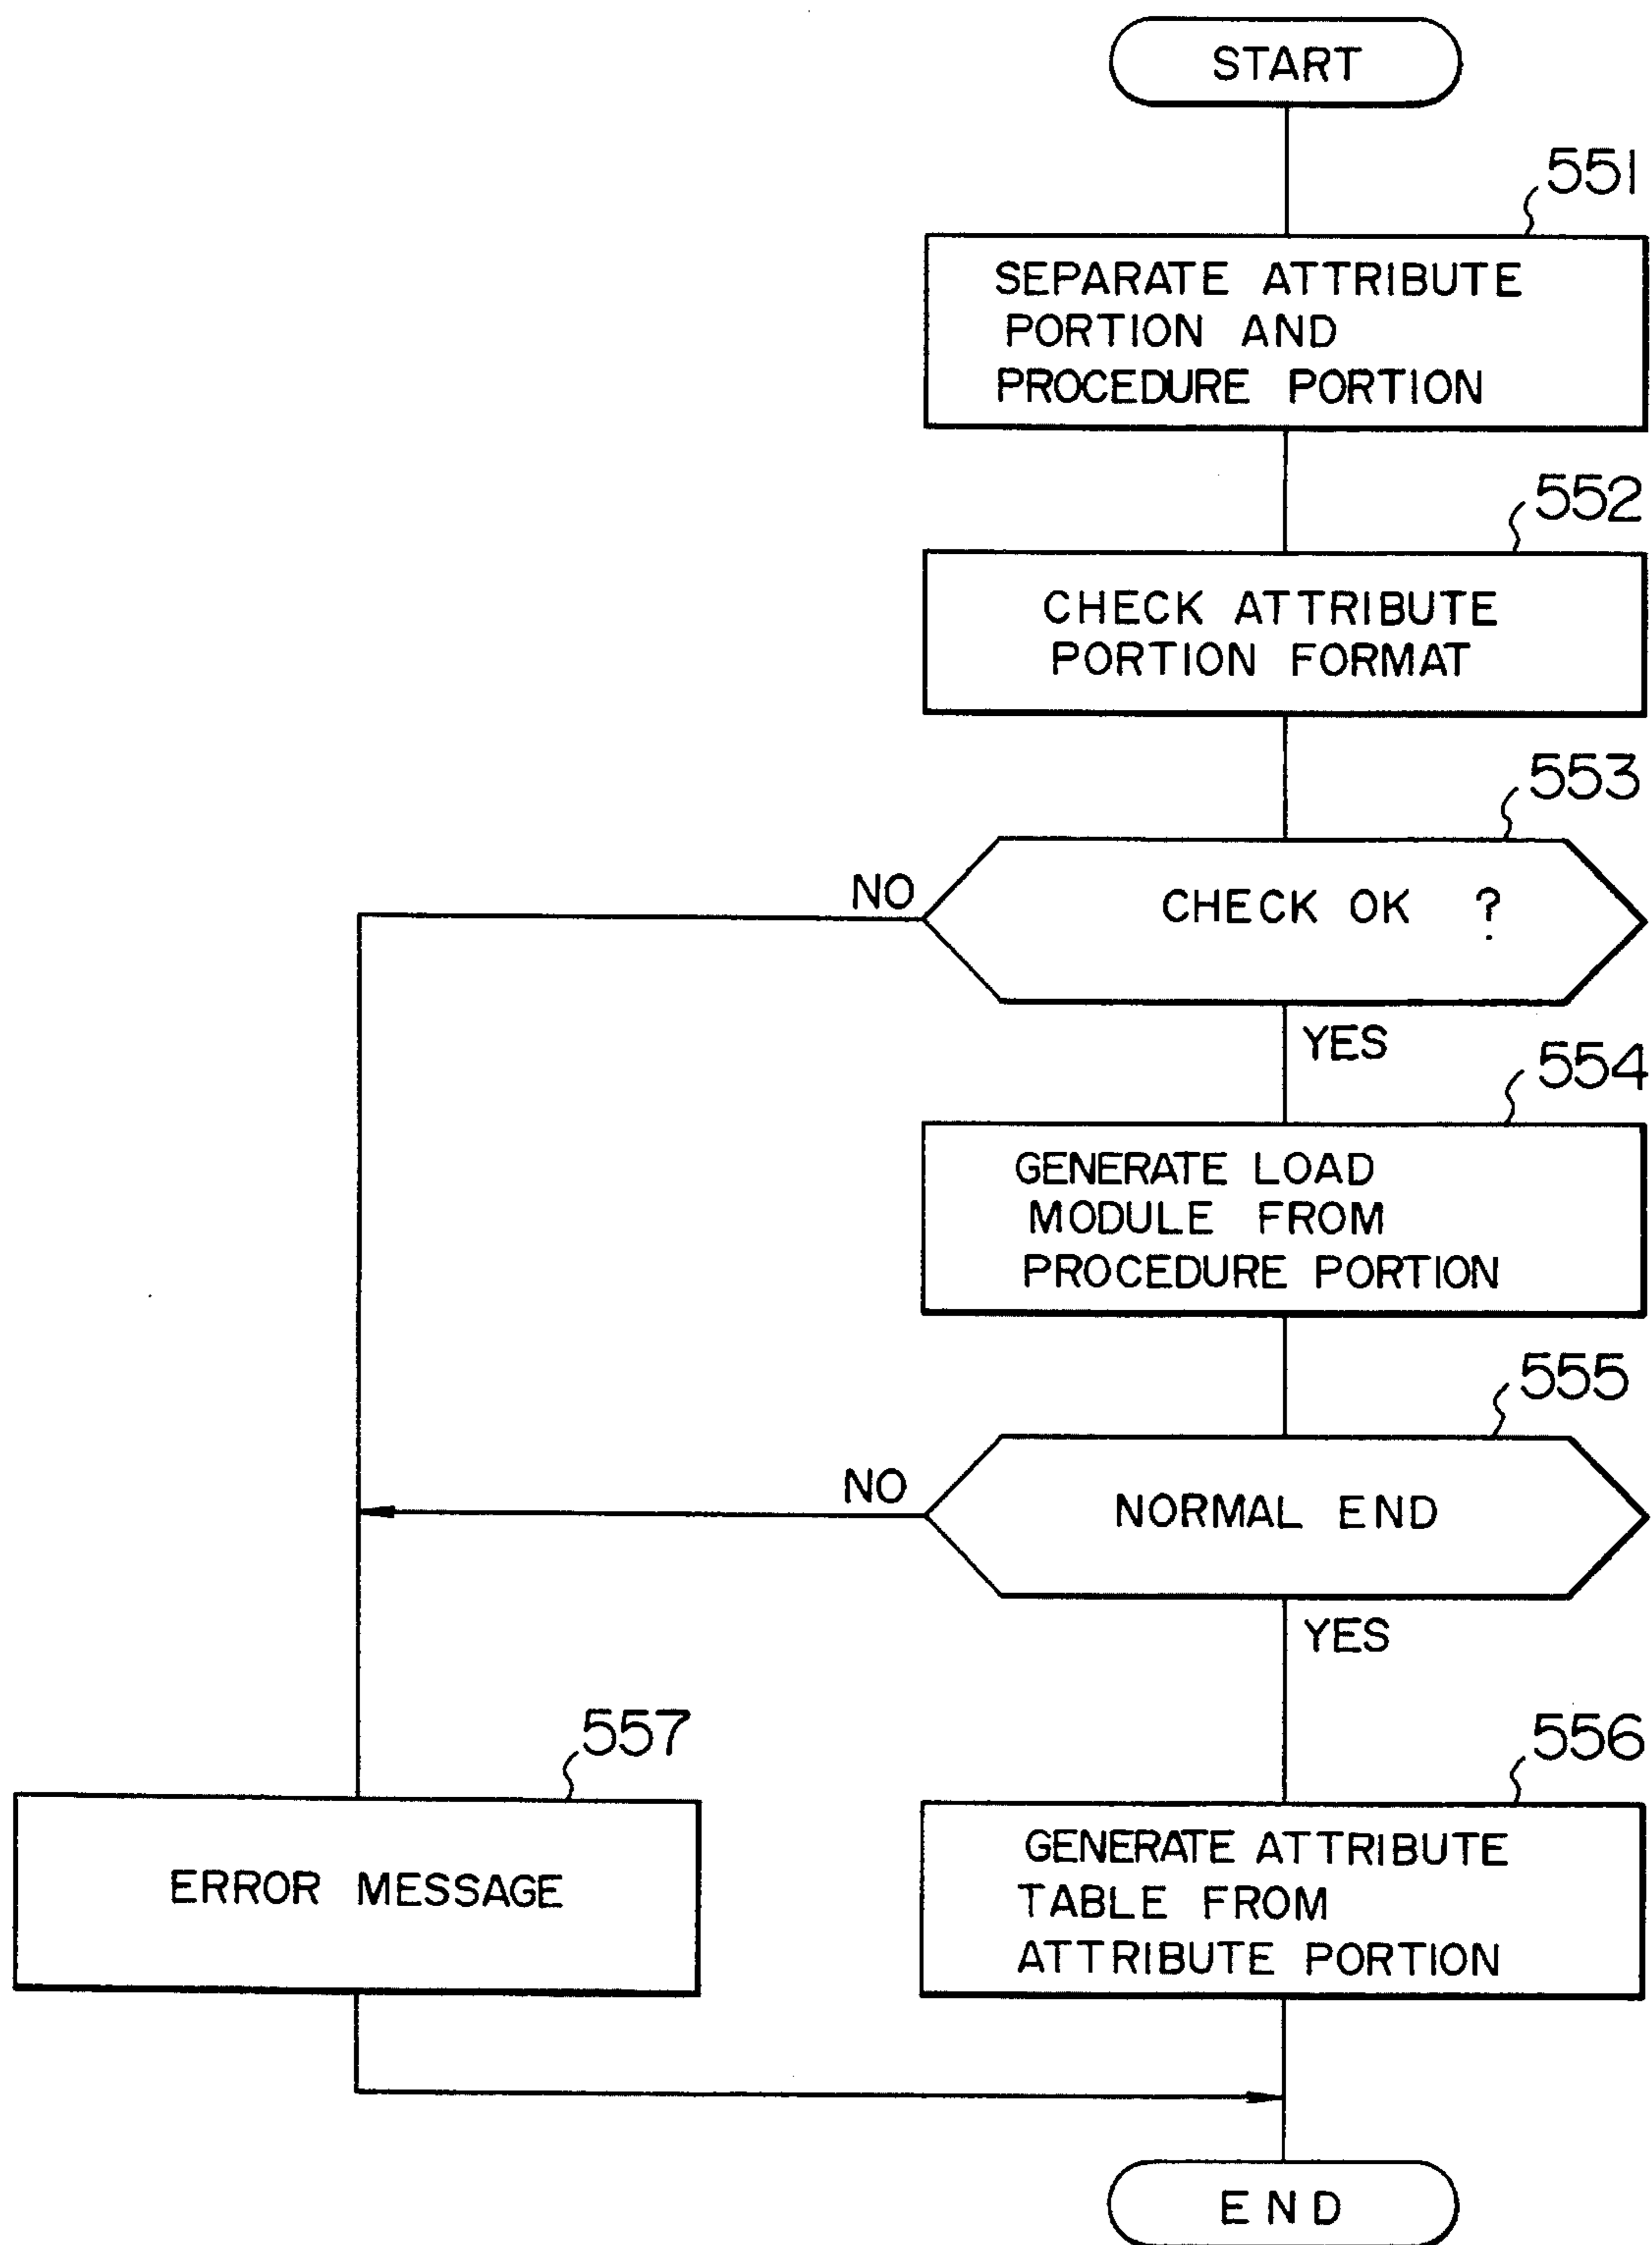 START
551
SEPARATE ATTRIBUTE
PORTION AND
PROCEDURE PORTION
552
CHECK ATTRIBUTE
PORTION FORMAT
553
NO
CHECK OK ?
YES
554
GENERATE LOAD
MODULE FROM
PROCEDURE PORTION
555
NO
NORMAL END
YES
557
ERROR MESSAGE
556
GENERATE ATTRIBUTE
TABLE FROM
ATTRIBUTE PORTION
END